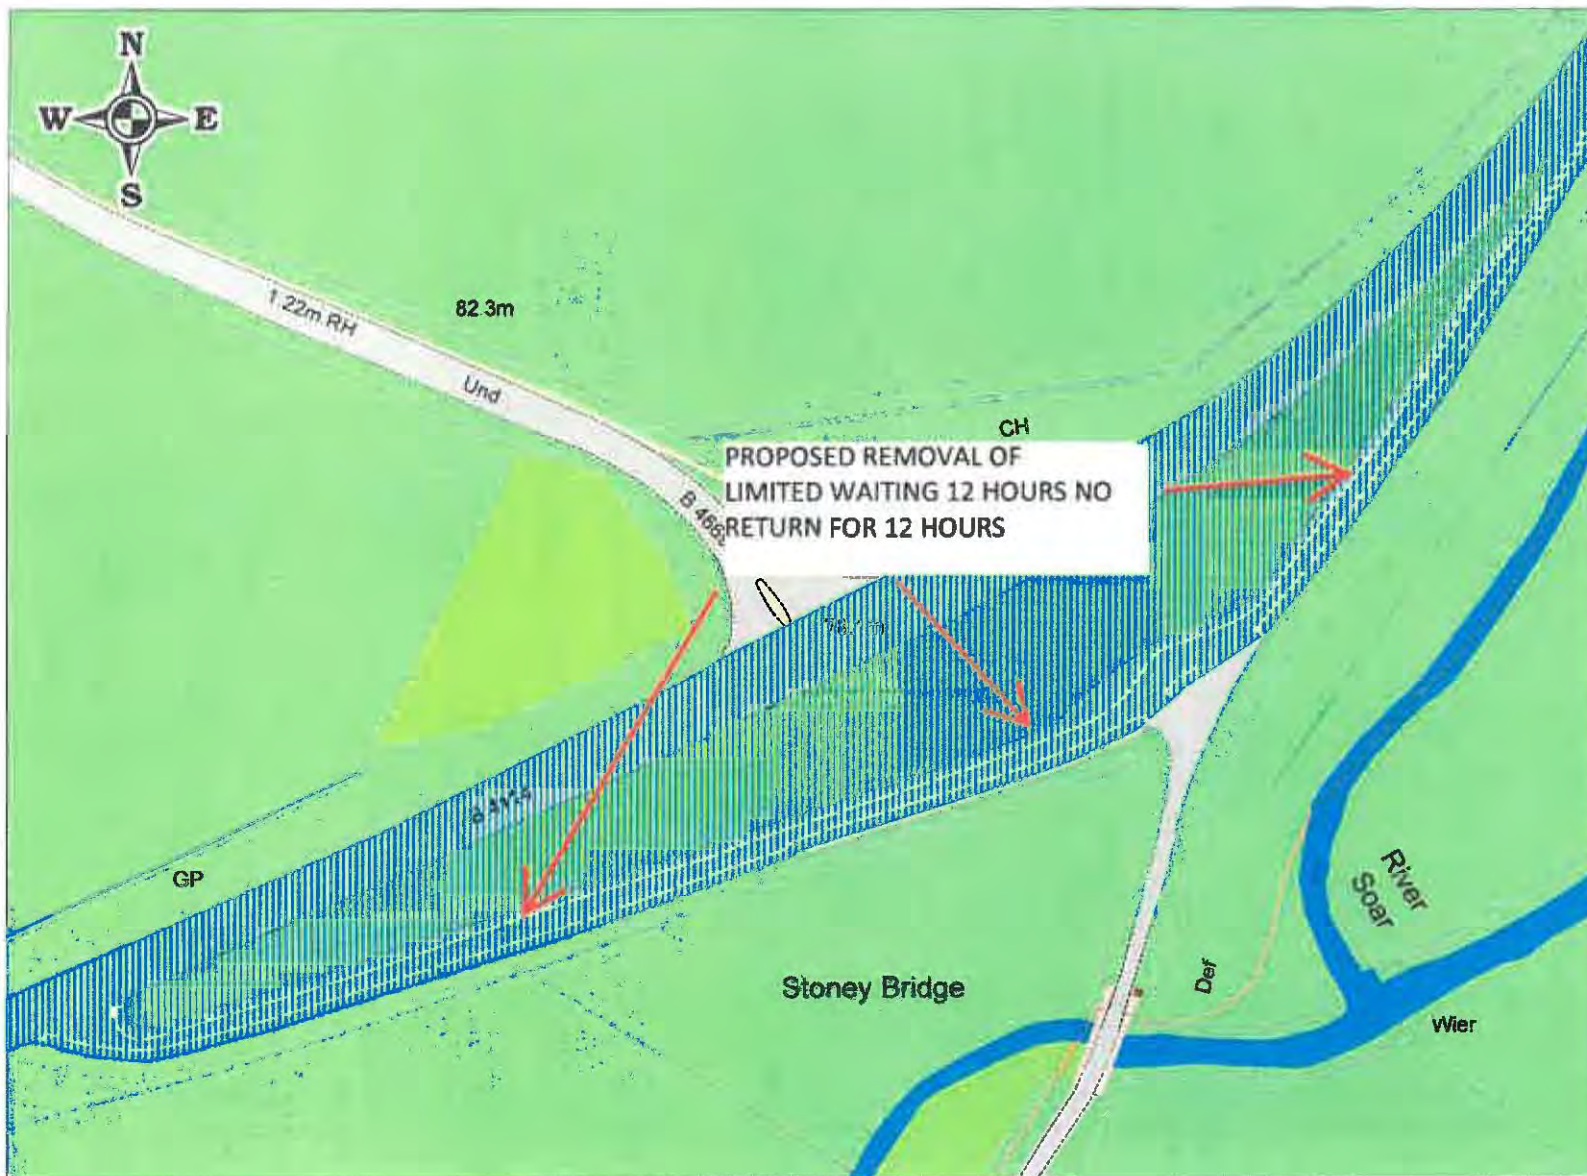 N
W E
S
1.22m RH
82.3m
Und
CH
PROPOSED REMOVAL OF
LIMITED WAITING 12 HOURS NO
RETURN FOR 12 HOURS
GP
River
Soar
Stoney Bridge
Def
Wier